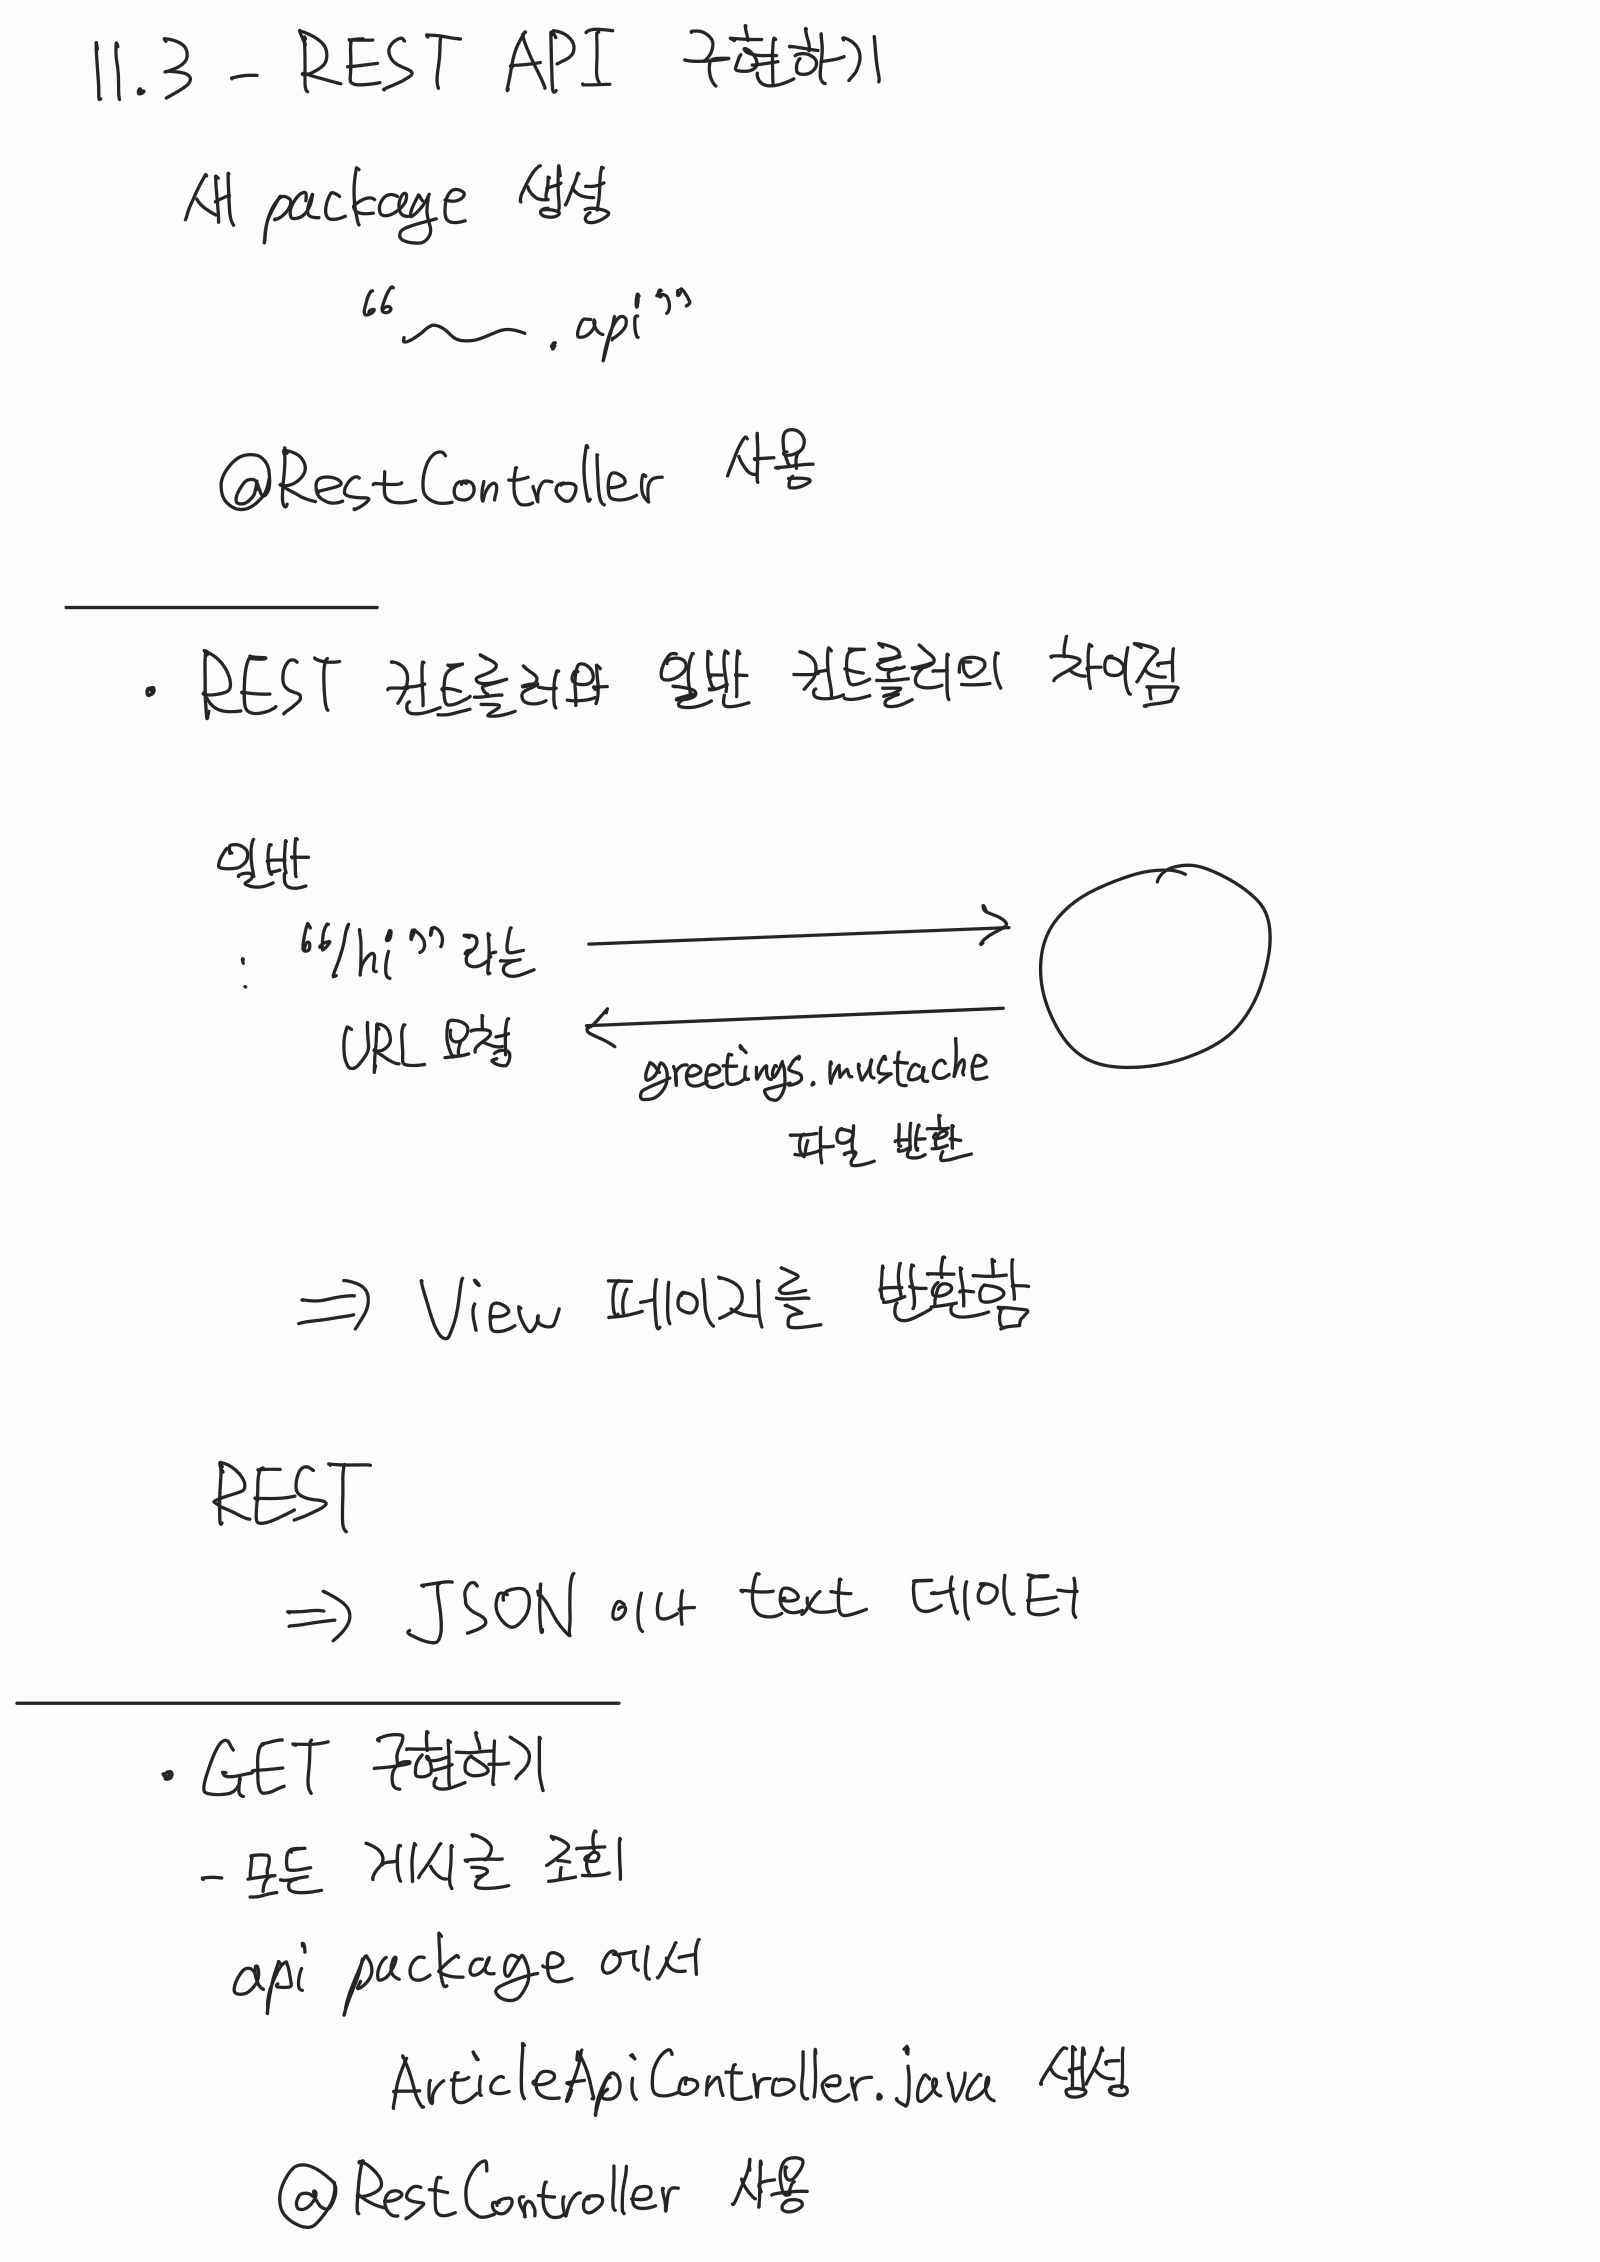 11.3 - REST API 구현하기
새 package 생성
“~.api”
@RestController 사용
• REST 컨트롤러와 일반 컨트롤러의 차이점
일반
: “/hi” 라는
URL 요청
greetings.mustache
파일 반환
⇒ View 페이지를 반환함
REST
⇒ JSON 이나 text 데이터
• GET 구현하기
- 모든 게시글 조회
api package 에서
ArticleApiController.java 생성
@RestController 사용